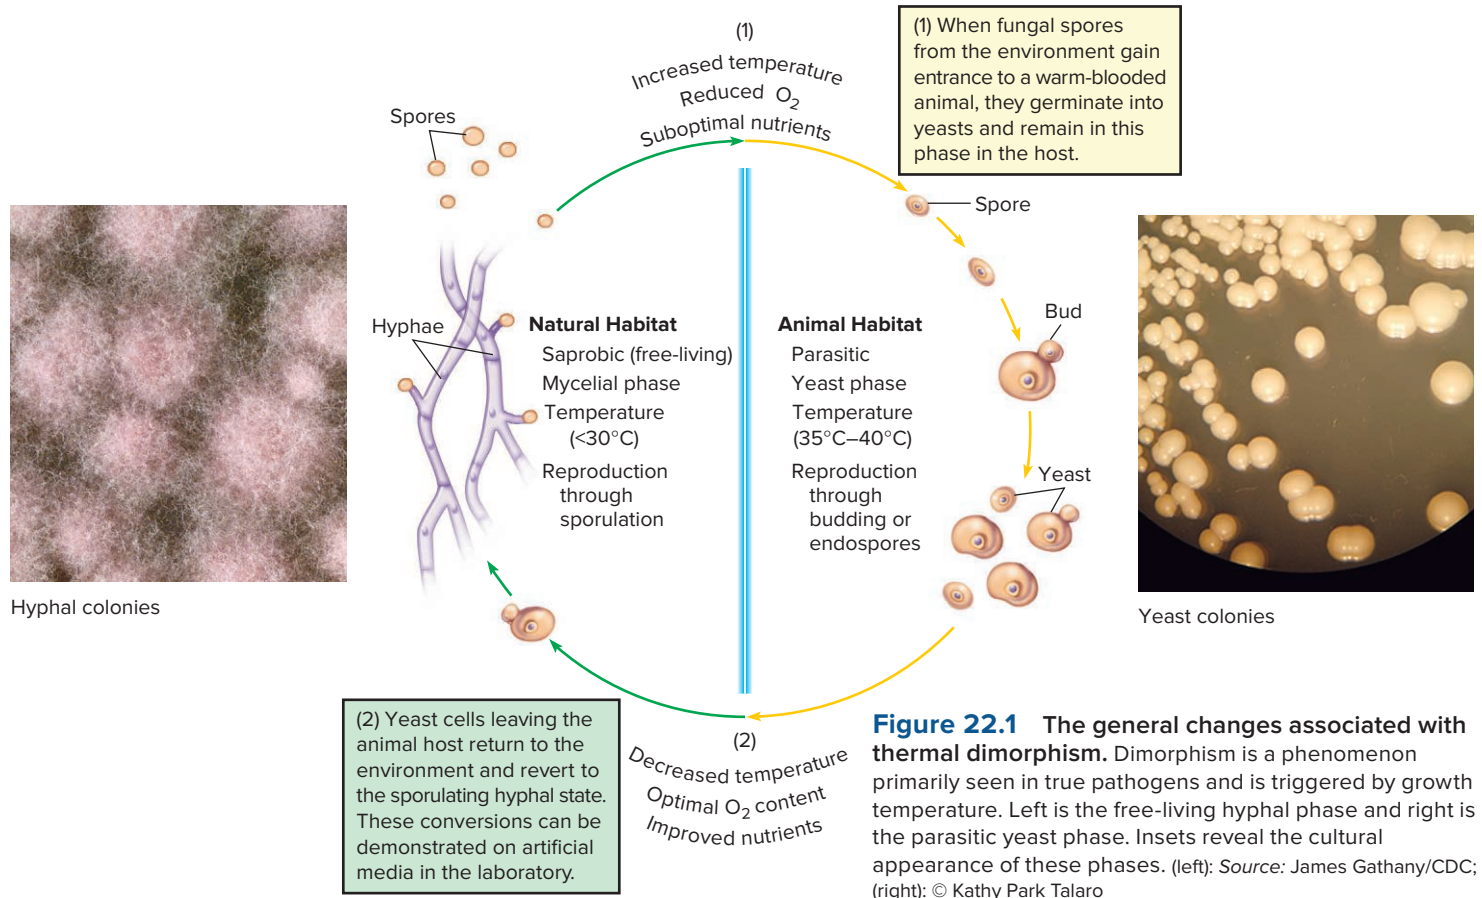 (1)
Increased temperature
Reduced O2
Suboptimal nutrients
(1) When fungal spores
from the environment gain
entrance to a warm-blooded
animal, they germinate into
yeasts and remain in this
phase in the host.
Spores
Spore
Hyphae
Natural Habitat
Saprobic (free-living)
Mycelial phase
Temperature
(<30°C)
Reproduction
through
sporulation
Animal Habitat
Parasitic
Yeast phase
Temperature
(35°C–40°C)
Reproduction
through
budding or
endospores
Bud
Yeast
Hyphal colonies
Yeast colonies
(2) Yeast cells leaving the
animal host return to the
environment and revert to
the sporulating hyphal state.
These conversions can be
demonstrated on artificial
media in the laboratory.
(2)
Decreased temperature
Optimal O2 content
Improved nutrients
Figure 22.1 The general changes associated with
thermal dimorphism. Dimorphism is a phenomenon
primarily seen in true pathogens and is triggered by growth
temperature. Left is the free-living hyphal phase and right is
the parasitic yeast phase. Insets reveal the cultural
appearance of these phases. (left): Source: James Gathany/CDC;
(right): © Kathy Park Talaro